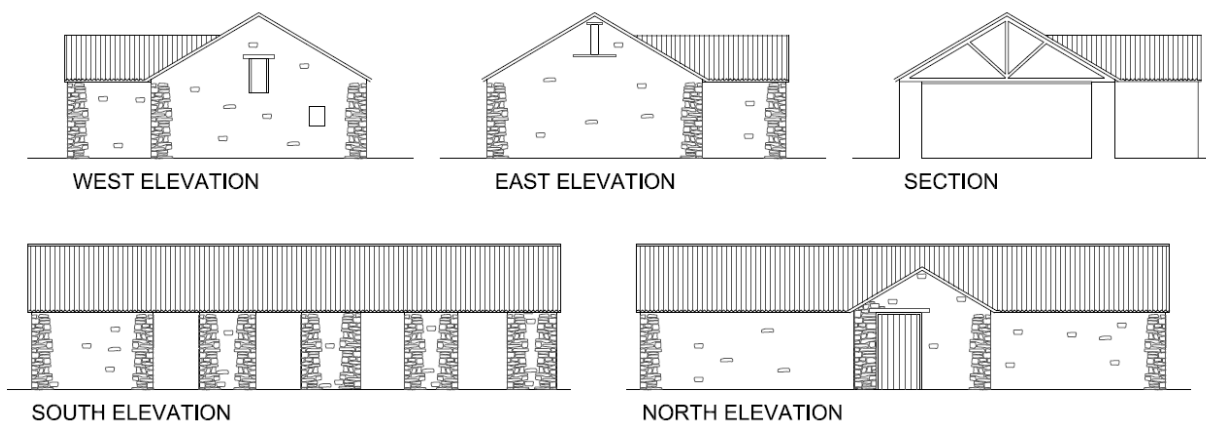 WEST ELEVATION
EAST ELEVATION
SECTION
SOUTH ELEVATION
NORTH ELEVATION